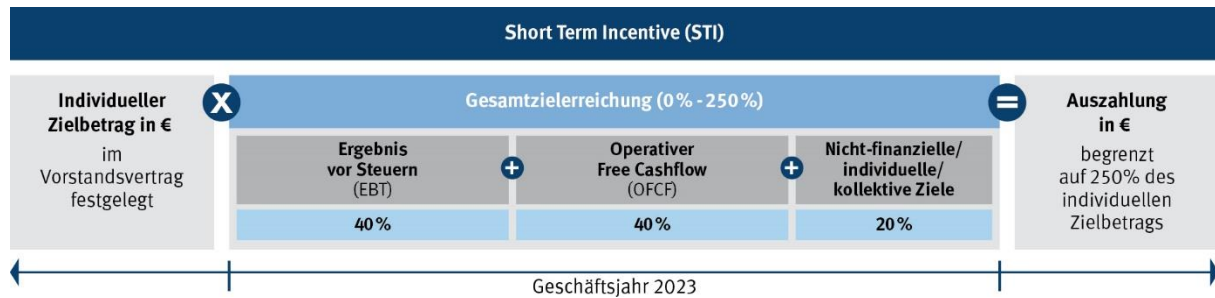 Short Term Incentive (STI)
Individueller
Zielbetrag in €
im
Vorstandsvertrag
festgelegt
X
Gesamtzielerreichung (0 % - 250 %)
Ergebnis
vor Steuern
(EBT)
40 %
+
Operativer
Free Cashflow
(OFCF)
40 %
+
Nicht-finanzielle/
individuelle/
kollektive Ziele
20 %
=
Auszahlung
in €
begrenzt
auf 250% des
individuellen
Zielbetrags
Geschäftsjahr 2023